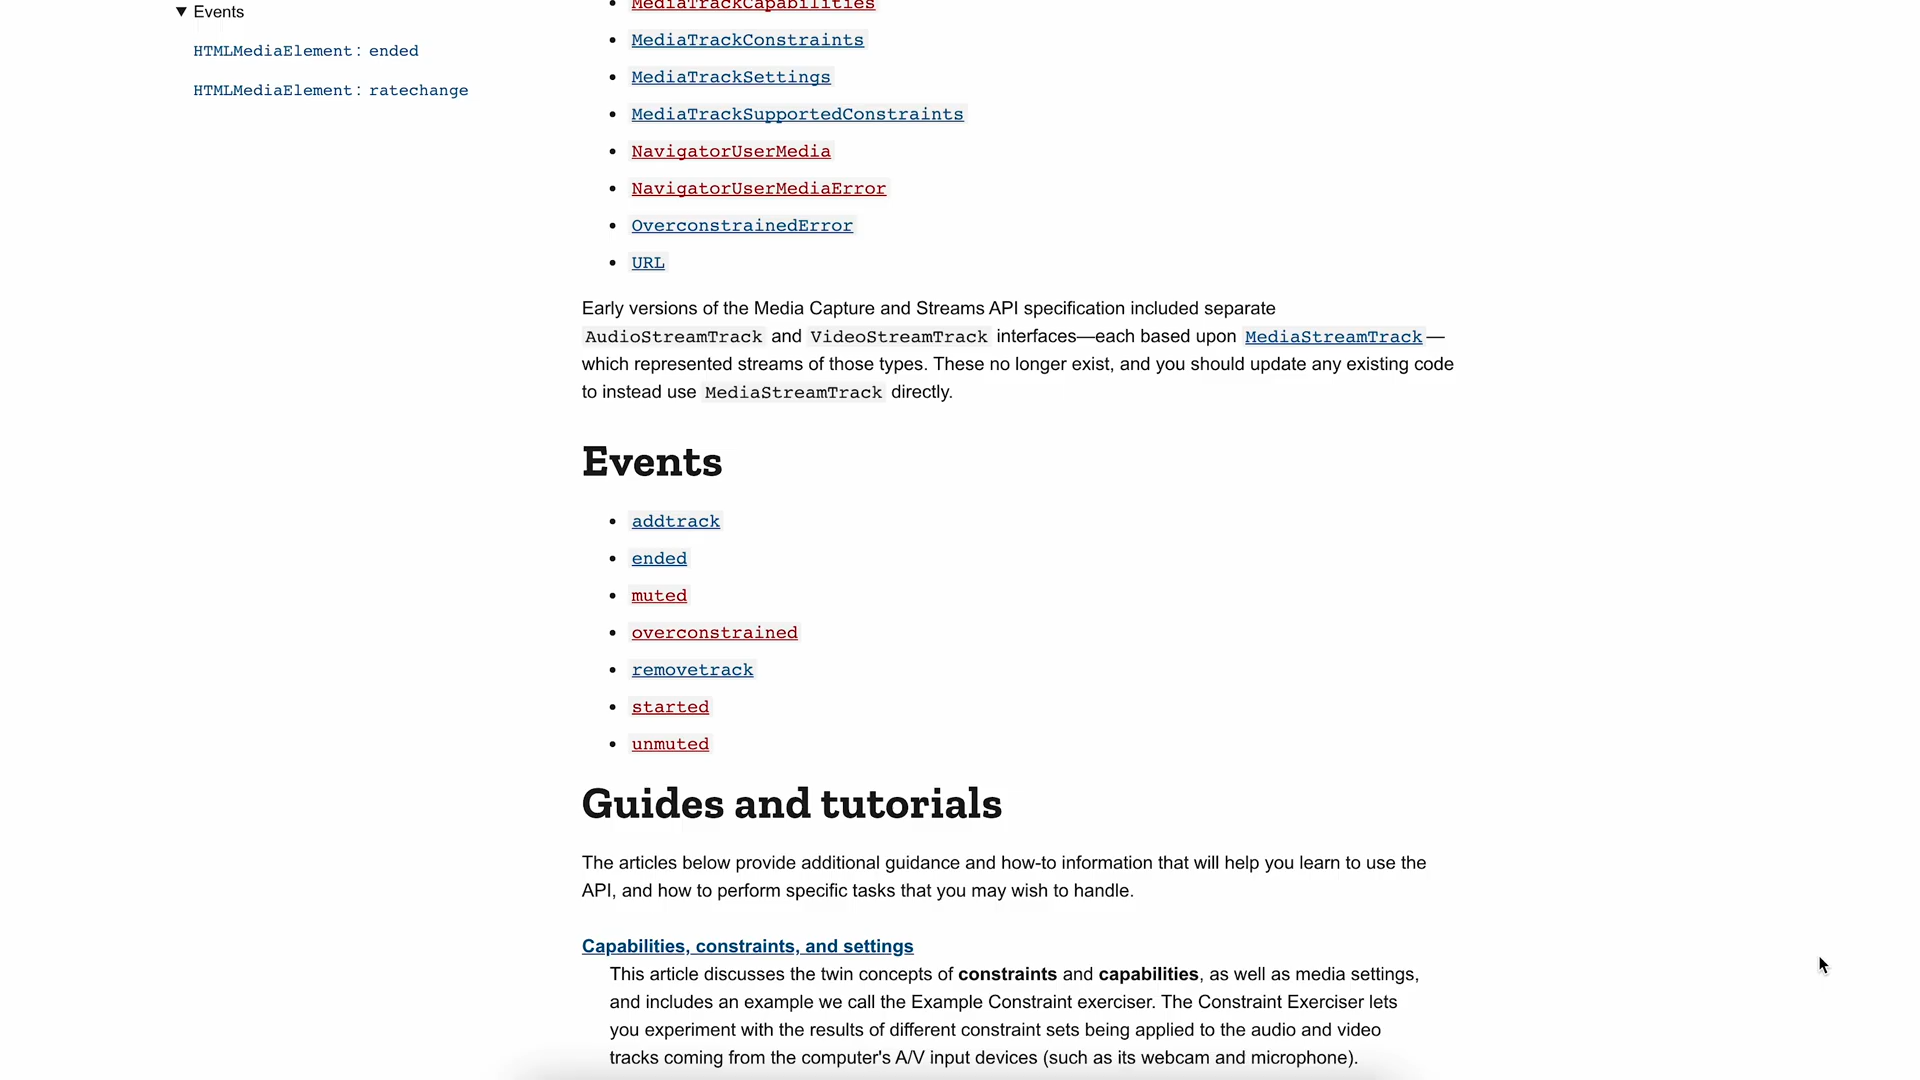 ▼ Events
HTMLMediaElement: ended
HTMLMediaElement: ratechange
MediaTrackCapabilities
MediaTrackConstraints
MediaTrackSettings
MediaTrackSupportedConstraints
NavigatorUserMedia
NavigatorUserMediaError
OverconstrainedError
URL
Early versions of the Media Capture and Streams API specification included separate
AudioStreamTrack and VideoStreamTrack interfaces—each based upon MediaStreamTrack—
which represented streams of those types. These no longer exist, and you should update any existing code
to instead use MediaStreamTrack directly.
Events
addtrack
ended
muted
overconstrained
removetrack
started
unmuted
Guides and tutorials
The articles below provide additional guidance and how-to information that will help you learn to use the
API, and how to perform specific tasks that you may wish to handle.
Capabilities, constraints, and settings
This article discusses the twin concepts of constraints and capabilities, as well as media settings,
and includes an example we call the Example Constraint exerciser. The Constraint Exerciser lets
you experiment with the results of different constraint sets being applied to the audio and video
tracks coming from the computer's A/V input devices (such as its webcam and microphone).